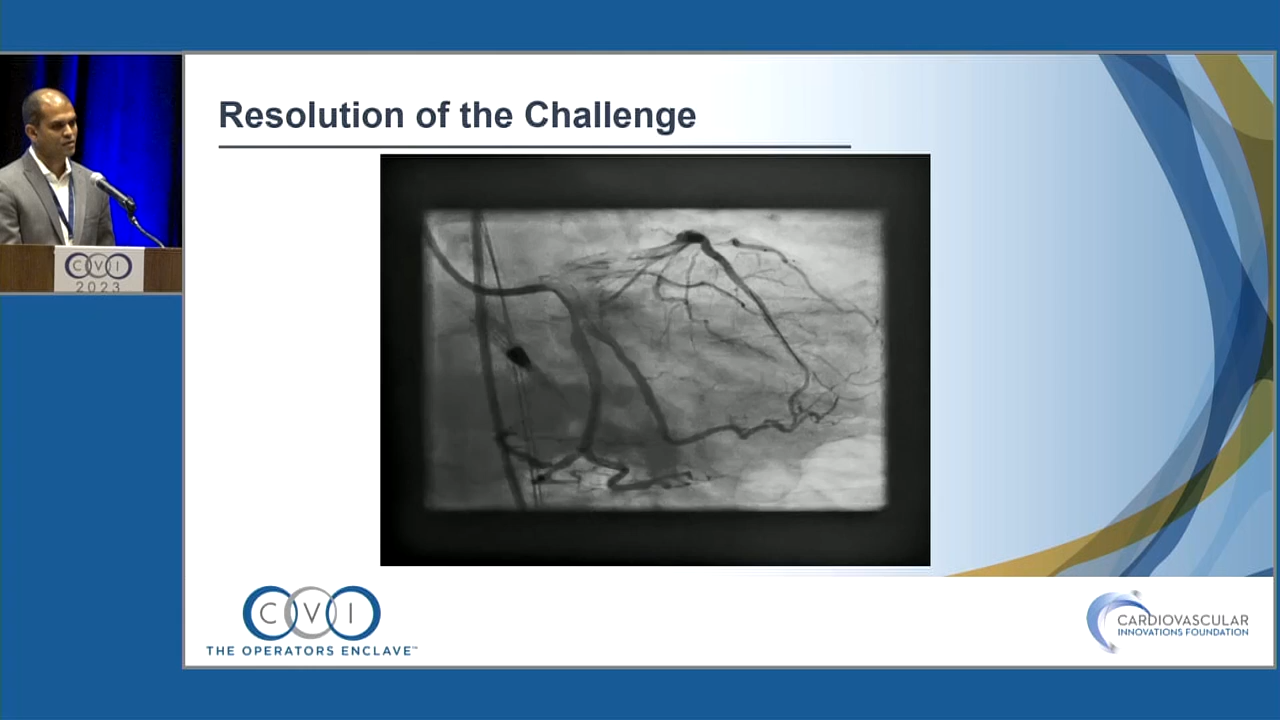 Resolution of the Challenge
CVI
2023
CVI
THE OPERATORS ENCLAVE™
CARDIOVASCULAR
INNOVATIONS FOUNDATION